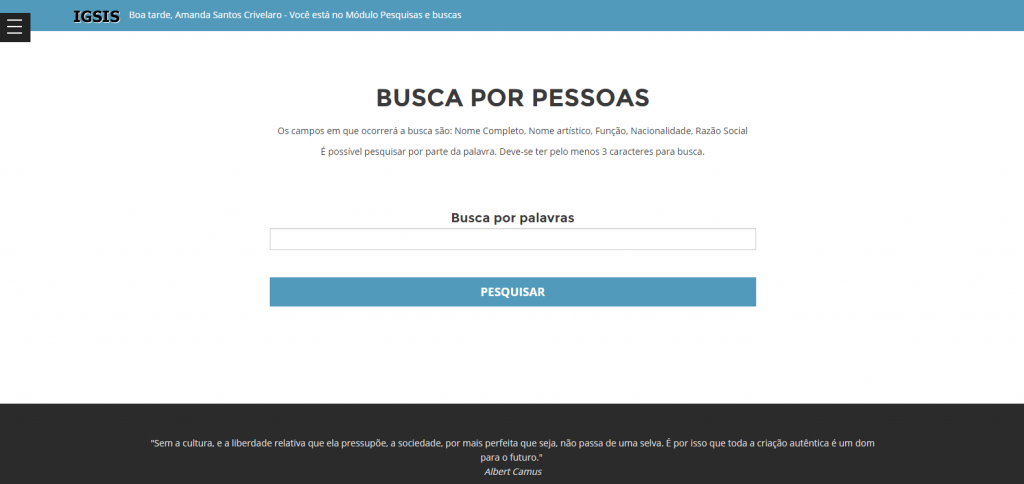 IGSIS Boa tarde, Amanda Santos Crivelaro - Você está no Módulo Pesquisas e buscas
BUSCA POR PESSOAS
Os campos em que ocorrerá a busca são: Nome Completo, Nome artístico, Função, Nacionalidade, Razão Social
É possível pesquisar por parte da palavra. Deve-se ter pelo menos 3 caracteres para busca.
Busca por palavras
PESQUISAR
"Sem a cultura, e a liberdade relativa que ela pressupõe, a sociedade, por mais perfeita que seja, não passa de uma selva. É por isso que toda a criação autêntica é um dom
para o futuro."
Albert Camus